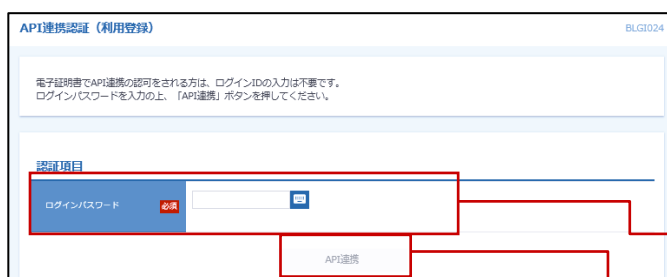 API連携認証（利用登録）
BLGI024
電子証明書でAPI連携の認可をされる方は、ログインIDの入力は不要です。
ログインパスワードを入力の上、「API連携」ボタンを押してください。
認証項目
ログインパスワード 必須
API連携